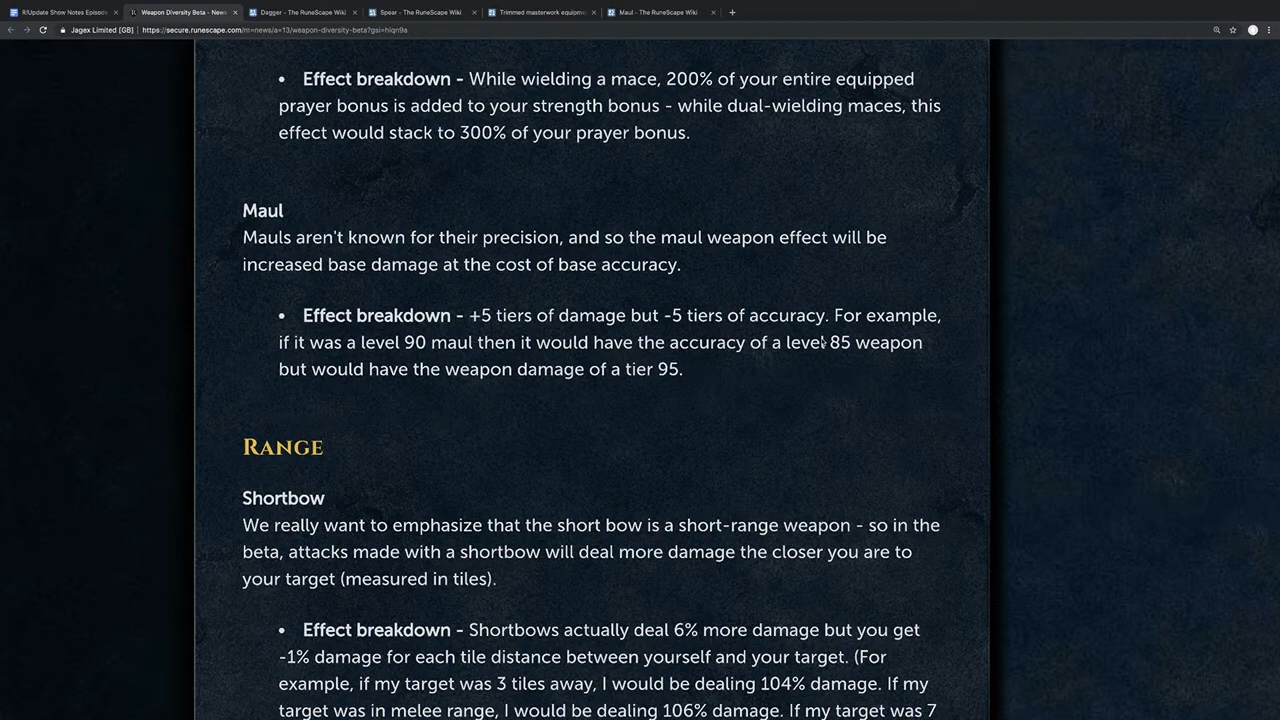 R!Update Show Notes Episode
Weapon Diversity Beta - News
Dagger - The RuneScape Wiki
Spear - The RuneScape Wiki
Trimmed masterwork equipm
Maul - The RuneScape Wiki
Jagex Limited [GB] | https://secure.runescape.com/m=news/a=13/weapon-diversity-beta?gsi=hlqn9a
• Effect breakdown - While wielding a mace, 200% of your entire equipped
prayer bonus is added to your strength bonus - while dual-wielding maces, this
effect would stack to 300% of your prayer bonus.
Maul
Mauls aren't known for their precision, and so the maul weapon effect will be
increased base damage at the cost of base accuracy.
• Effect breakdown - +5 tiers of damage but -5 tiers of accuracy. For example,
if it was a level 90 maul then it would have the accuracy of a level 85 weapon
but would have the weapon damage of a tier 95.
RANGE
Shortbow
We really want to emphasize that the short bow is a short-range weapon - so in the
beta, attacks made with a shortbow will deal more damage the closer you are to
your target (measured in tiles).
• Effect breakdown - Shortbows actually deal 6% more damage but you get
-1% damage for each tile distance between yourself and your target. (For
example, if my target was 3 tiles away, I would be dealing 104% damage. If my
target was in melee range, I would be dealing 106% damage. If my target was 7